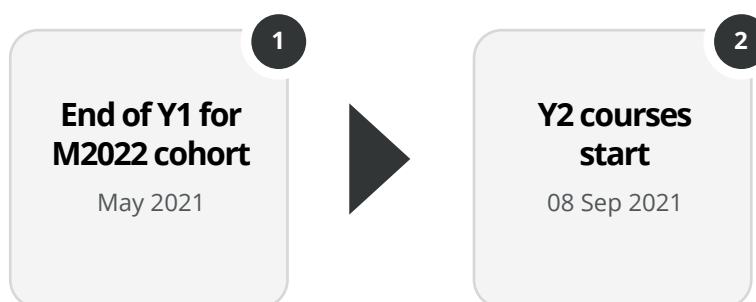 1
End of Y1 for
M2022 cohort
May 2021
2
Y2 courses
start
08 Sep 2021